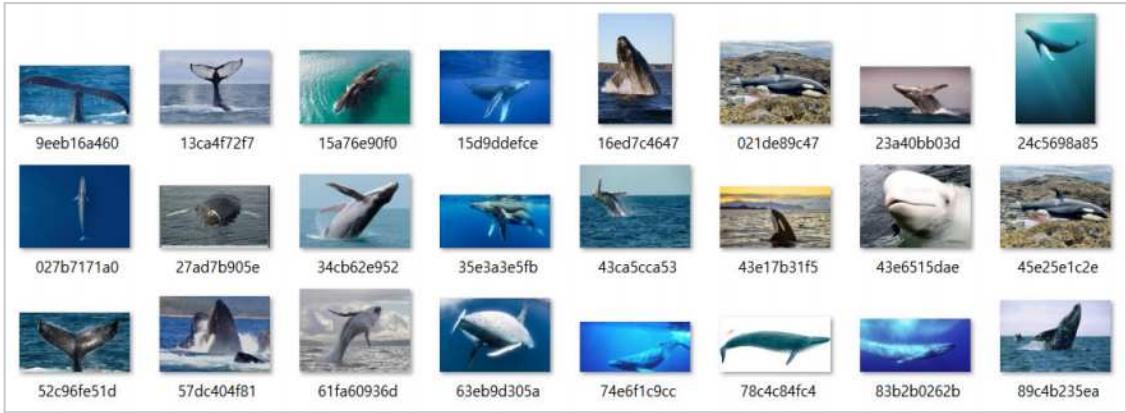 9eeb16a460 13ca4f72f7 15a76e90f0 15d9ddefce 16ed7c4647 021de89c47 23a40bb03d 24c5698a85
027b7171a0 27ad7b905e 34cb62e952 35e3a3e5fb 43ca5cca53 43e17b31f5 43e6515dae 45e25e1c2e
52c96fe51d 57dc404f81 61fa60936d 63eb9d305a 74e6f1c9cc 78c4c84fc4 83b2b0262b 89c4b235ea